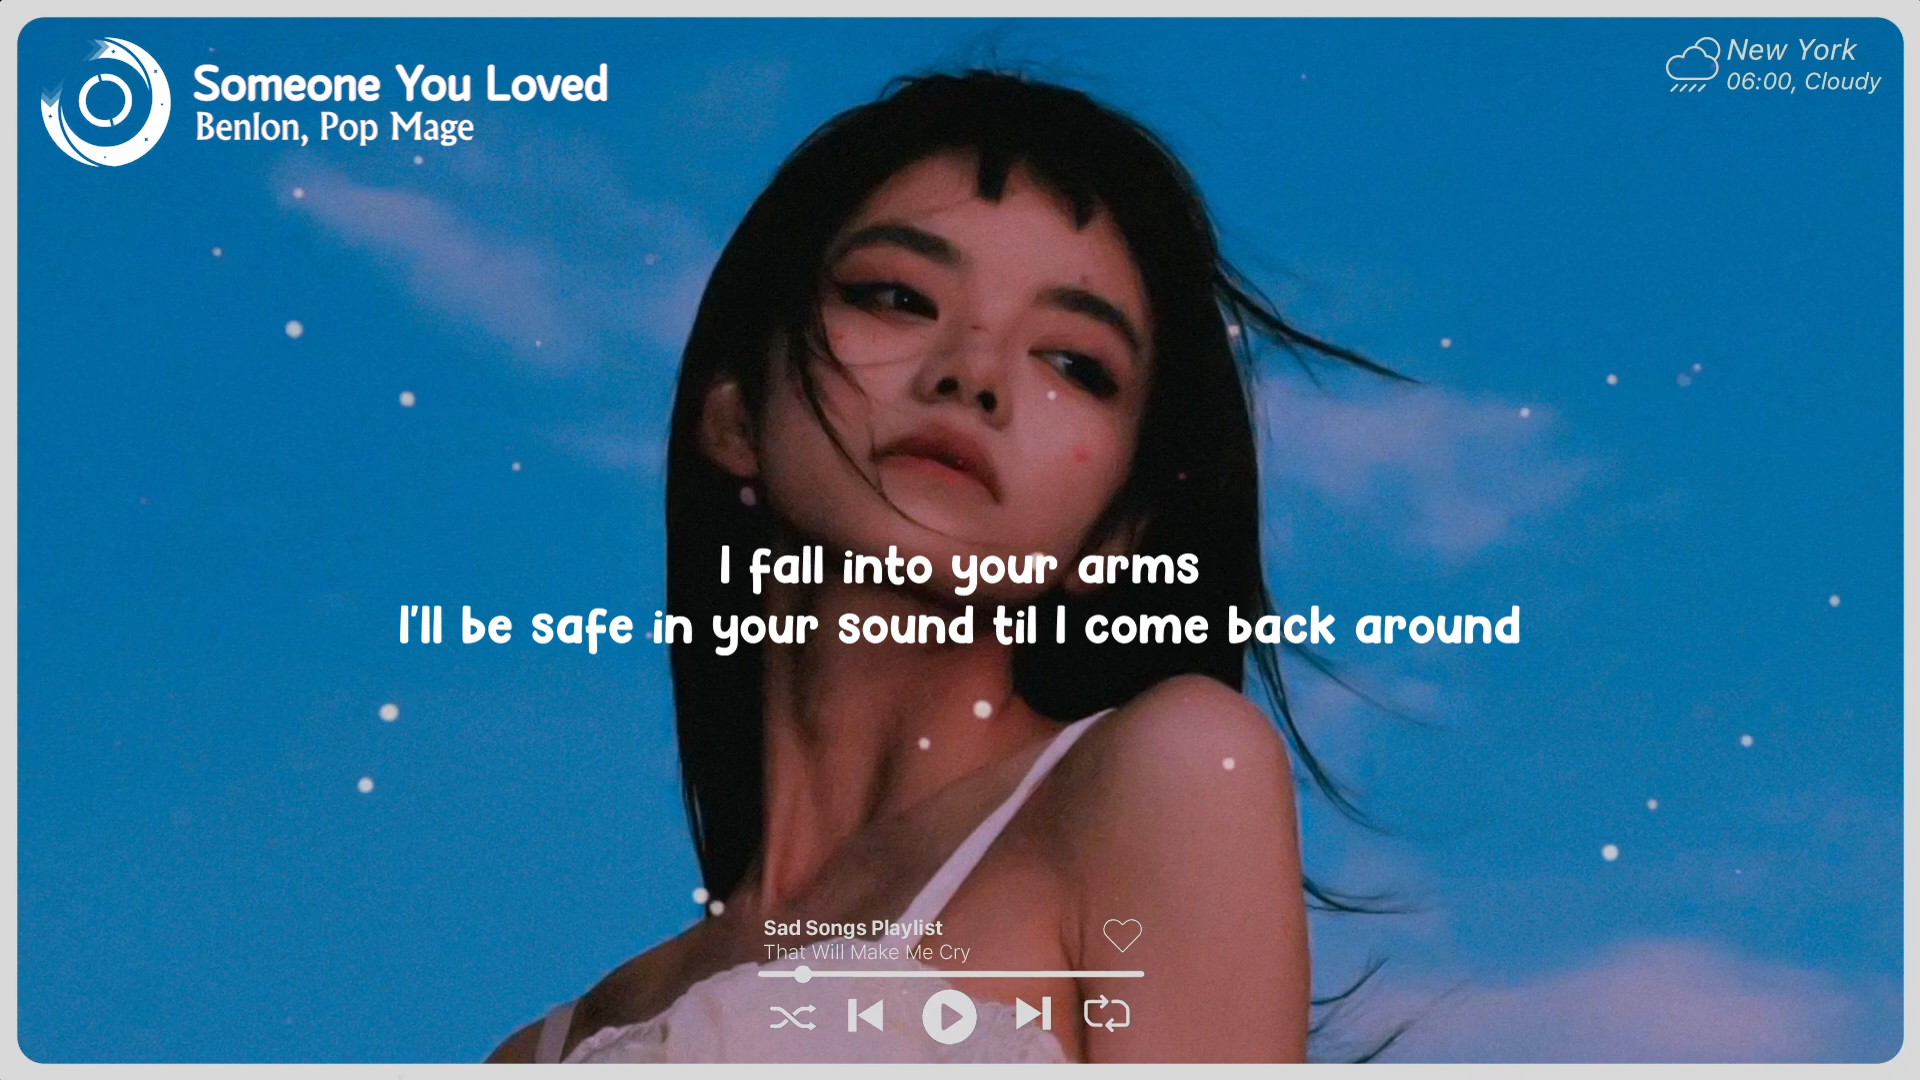 Someone You Loved
Benlon, Pop Mage
New York
06:00, Cloudy
I fall into your arms
I'll be safe in your sound til I come back around
Sad Songs Playlist
That Will Make Me Cry